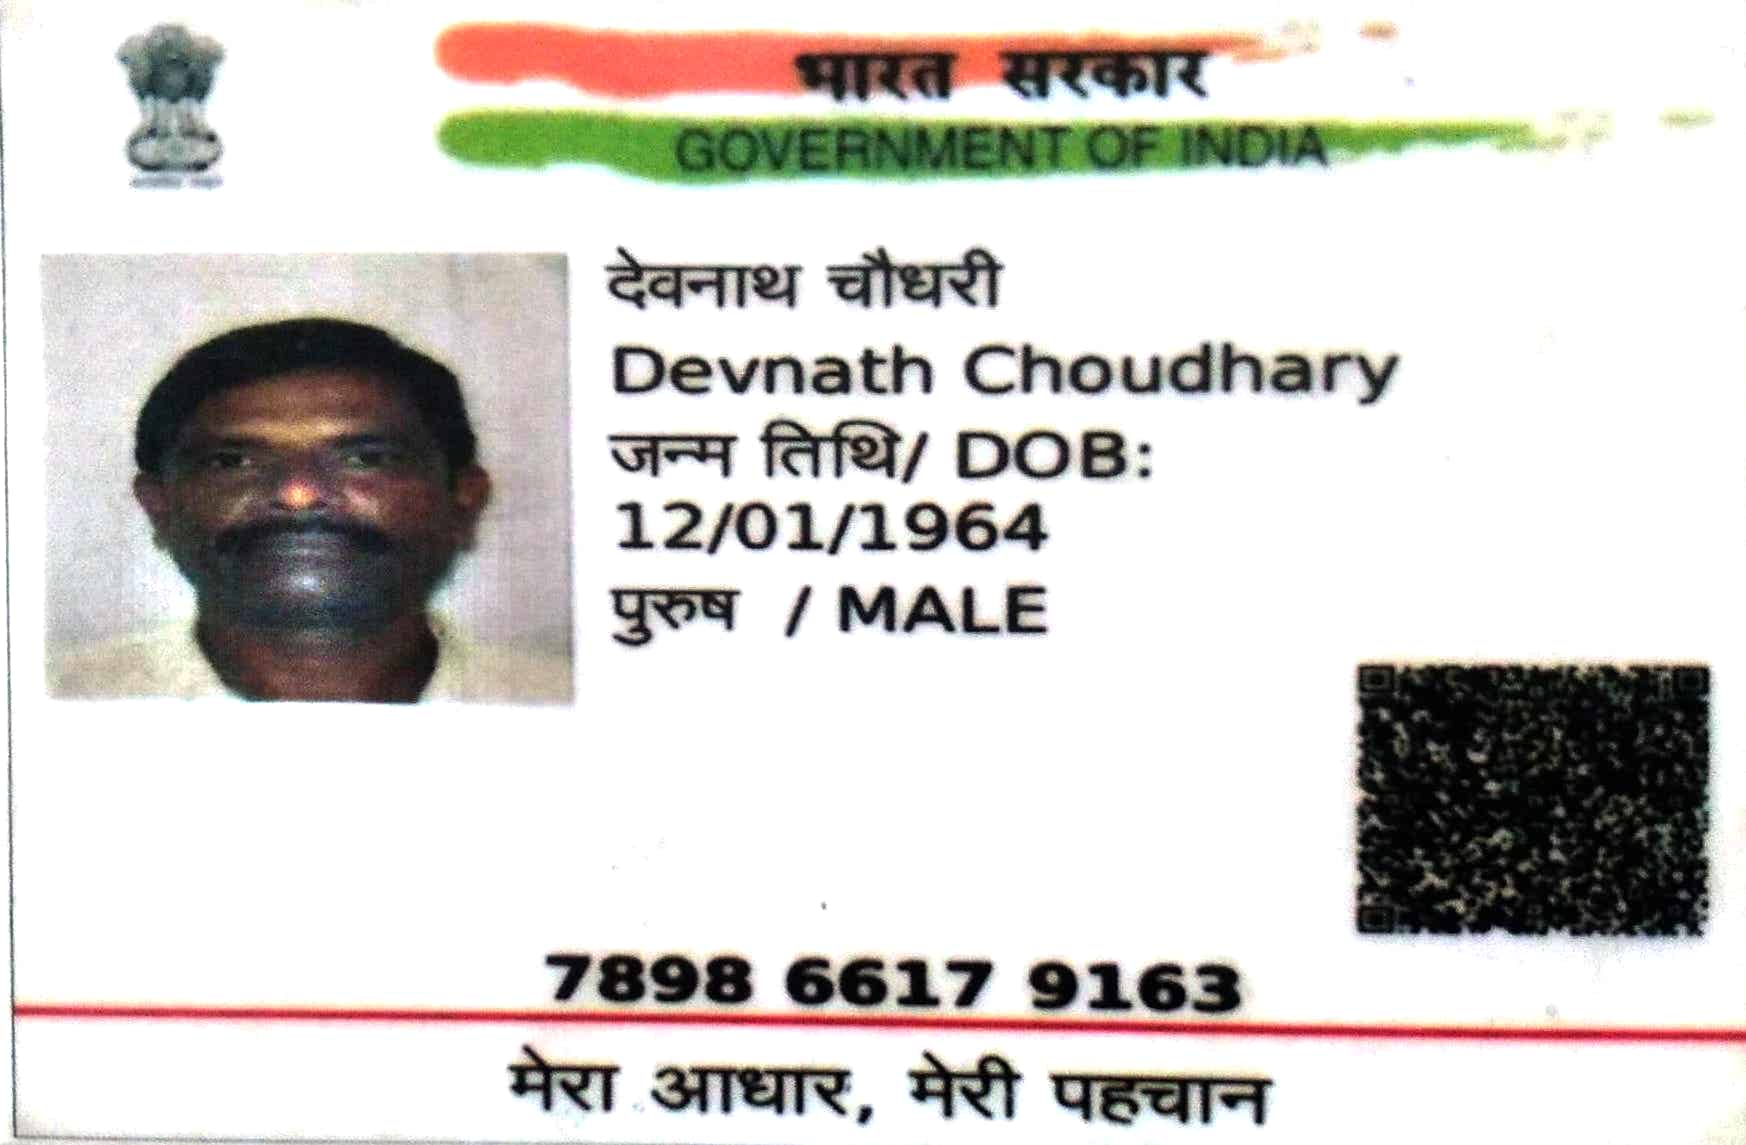 भारत सरकार
GOVERNMENT OF INDIA
देवनाथ चौधरी
Devnath Choudhary
जन्म तिथि/ DOB:
12/01/1964
पुरुष / MALE
7898 6617 9163
मेरा आधार, मेरी पहचान